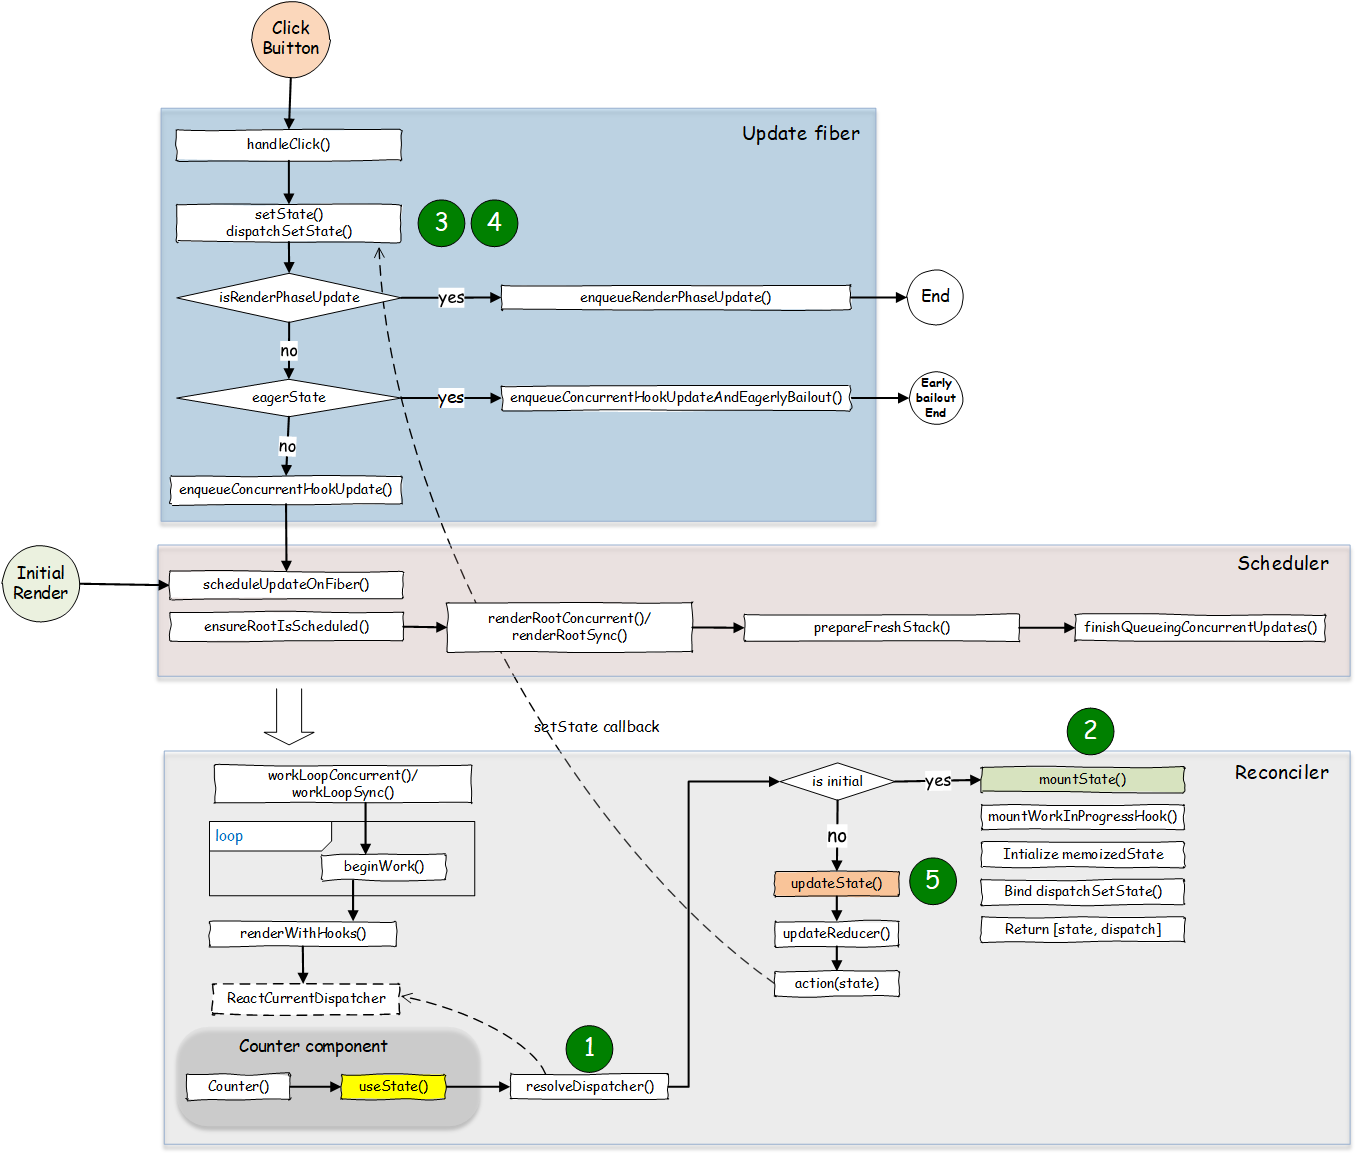 Click
Buitton
Update fiber
handleClick()
setState()
dispatchSetState()
3
4
isRenderPhaseUpdate
yes
enqueueRenderPhaseUpdate()
End
no
eagerState
yes
enqueueConcurrentHookUpdateAndEagerlyBailout()
Early
bailout
End
no
enqueueConcurrentHookUpdate()
Initial
Render
Scheduler
scheduleUpdateOnFiber()
ensureRootIsScheduled()
renderRootConcurrent()/
renderRootSync()
prepareFreshStack()
finishQueueingConcurrentUpdates()
setState callback
2
Reconciler
workLoopConcurrent()/
workLoopSync()
loop
beginWork()
renderWithHooks()
ReactCurrentDispatcher
is initial
yes
mountState()
mountWorkInProgressHook()
Intialize memoizedState
Bind dispatchSetState()
Return [state, dispatch]
no
updateState()
5
updateReducer()
action(state)
Counter component
Counter()
useState()
1
resolveDispatcher()